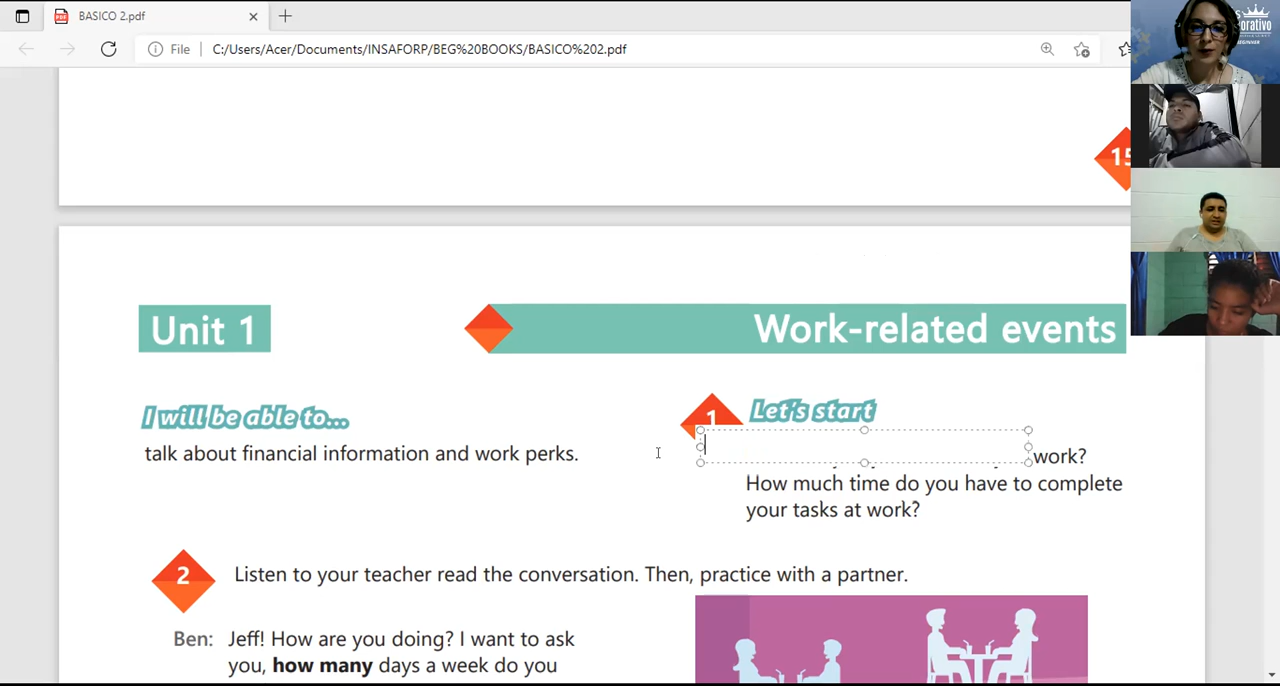 BASICO 2.pdf
File C:/Users/Acer/Documents/INSAFORP/BEG%20BOOKS/BASICO%202.pdf
S
orativo
BEGINNER
15
Unit 1
Work-related events
I will be able to...
talk about financial information and work perks.
1
Let's start
work?
How much time do you have to complete
your tasks at work?
2
Listen to your teacher read the conversation. Then, practice with a partner.
Ben: Jeff! How are you doing? I want to ask
you, how many days a week do you